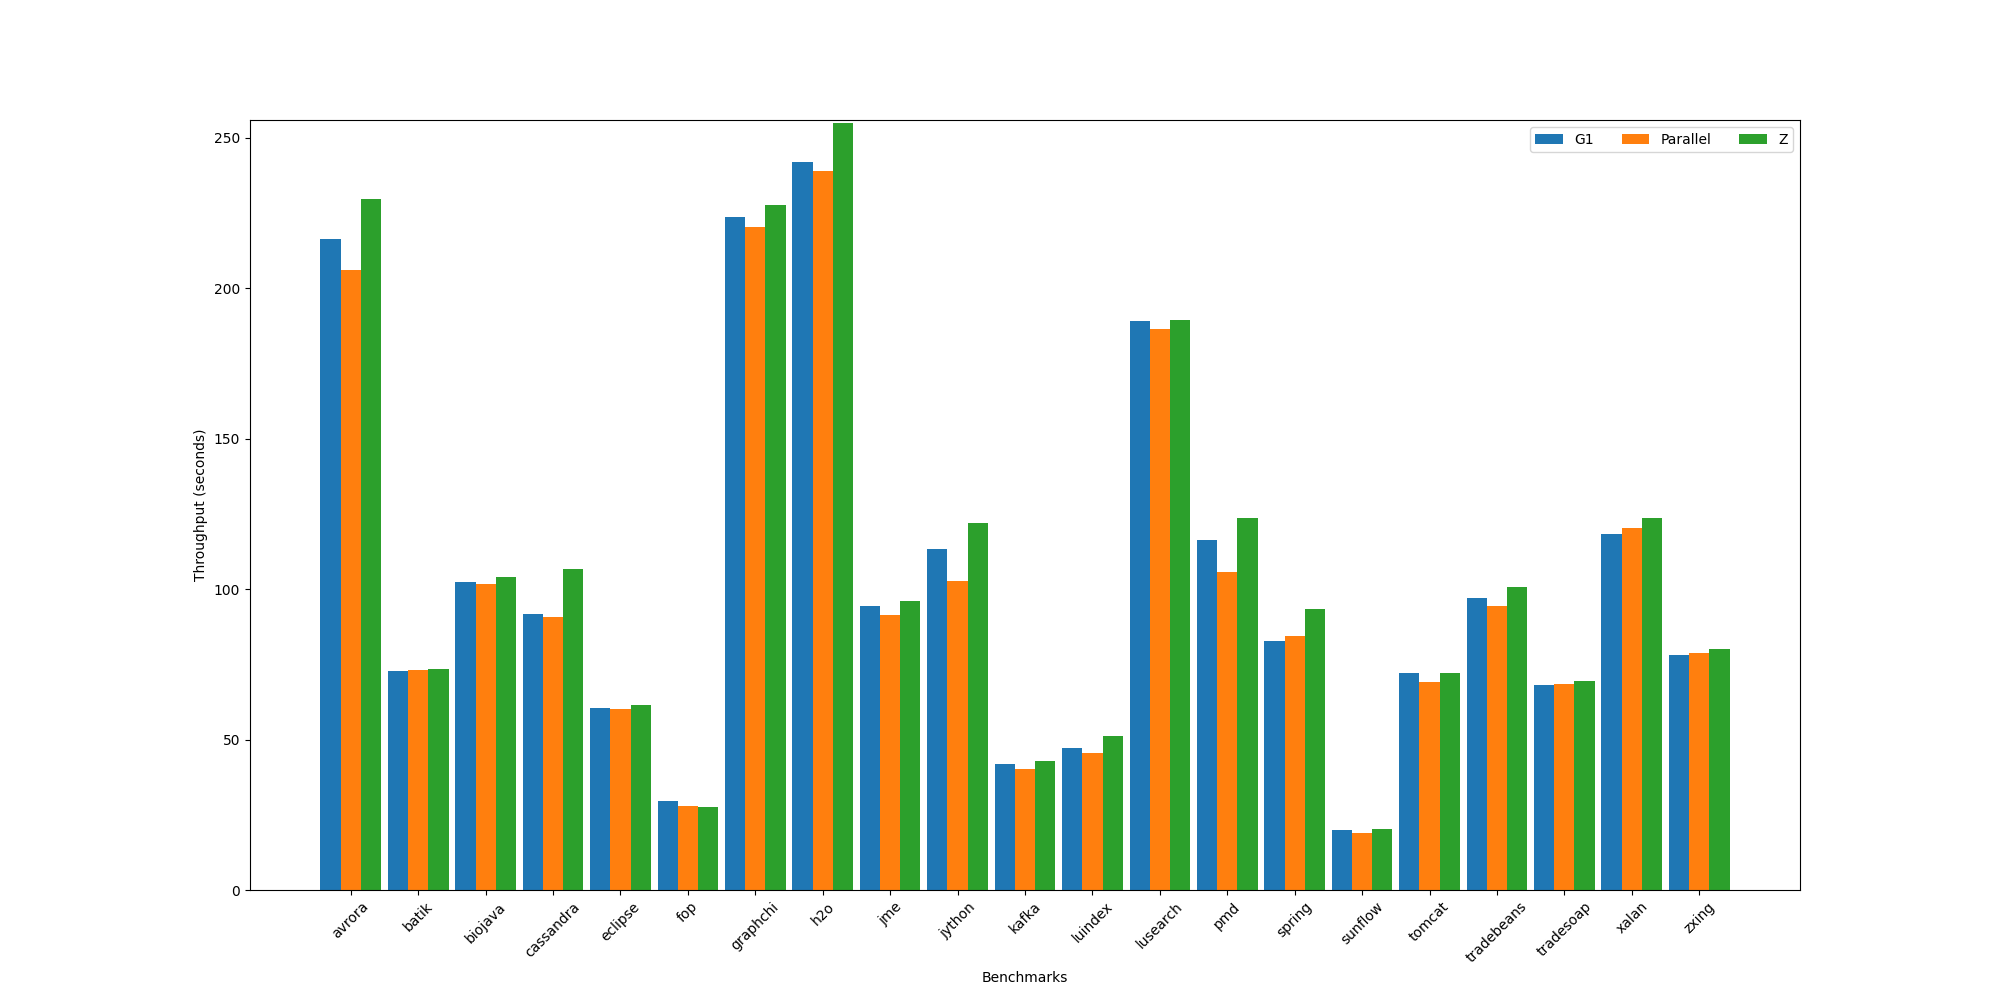 G1 Parallel Z
250
200
150
100
50
0
Throughput (seconds)
avrora batik biojava cassandra eclipse fop graphchi h2o jme jython kafka luindex lusearch pmd spring sunflow tomcat tradebeans tradesoap xalan zxing
Benchmarks